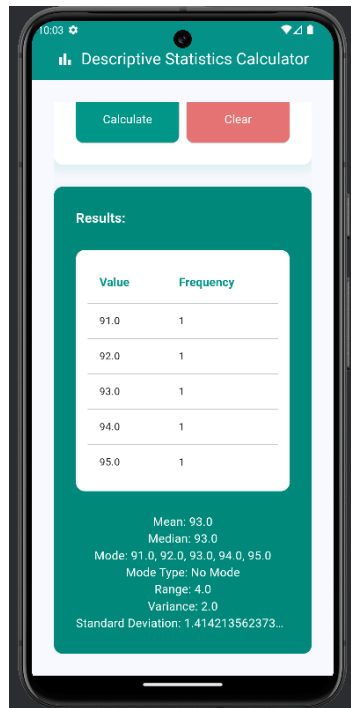 10:03
Descriptive Statistics Calculator
Calculate Clear
Results:
Value Frequency
91.0 1
92.0 1
93.0 1
94.0 1
95.0 1
Mean: 93.0
Median: 93.0
Mode: 91.0, 92.0, 93.0, 94.0, 95.0
Mode Type: No Mode
Range: 4.0
Variance: 2.0
Standard Deviation: 1.414213562373...